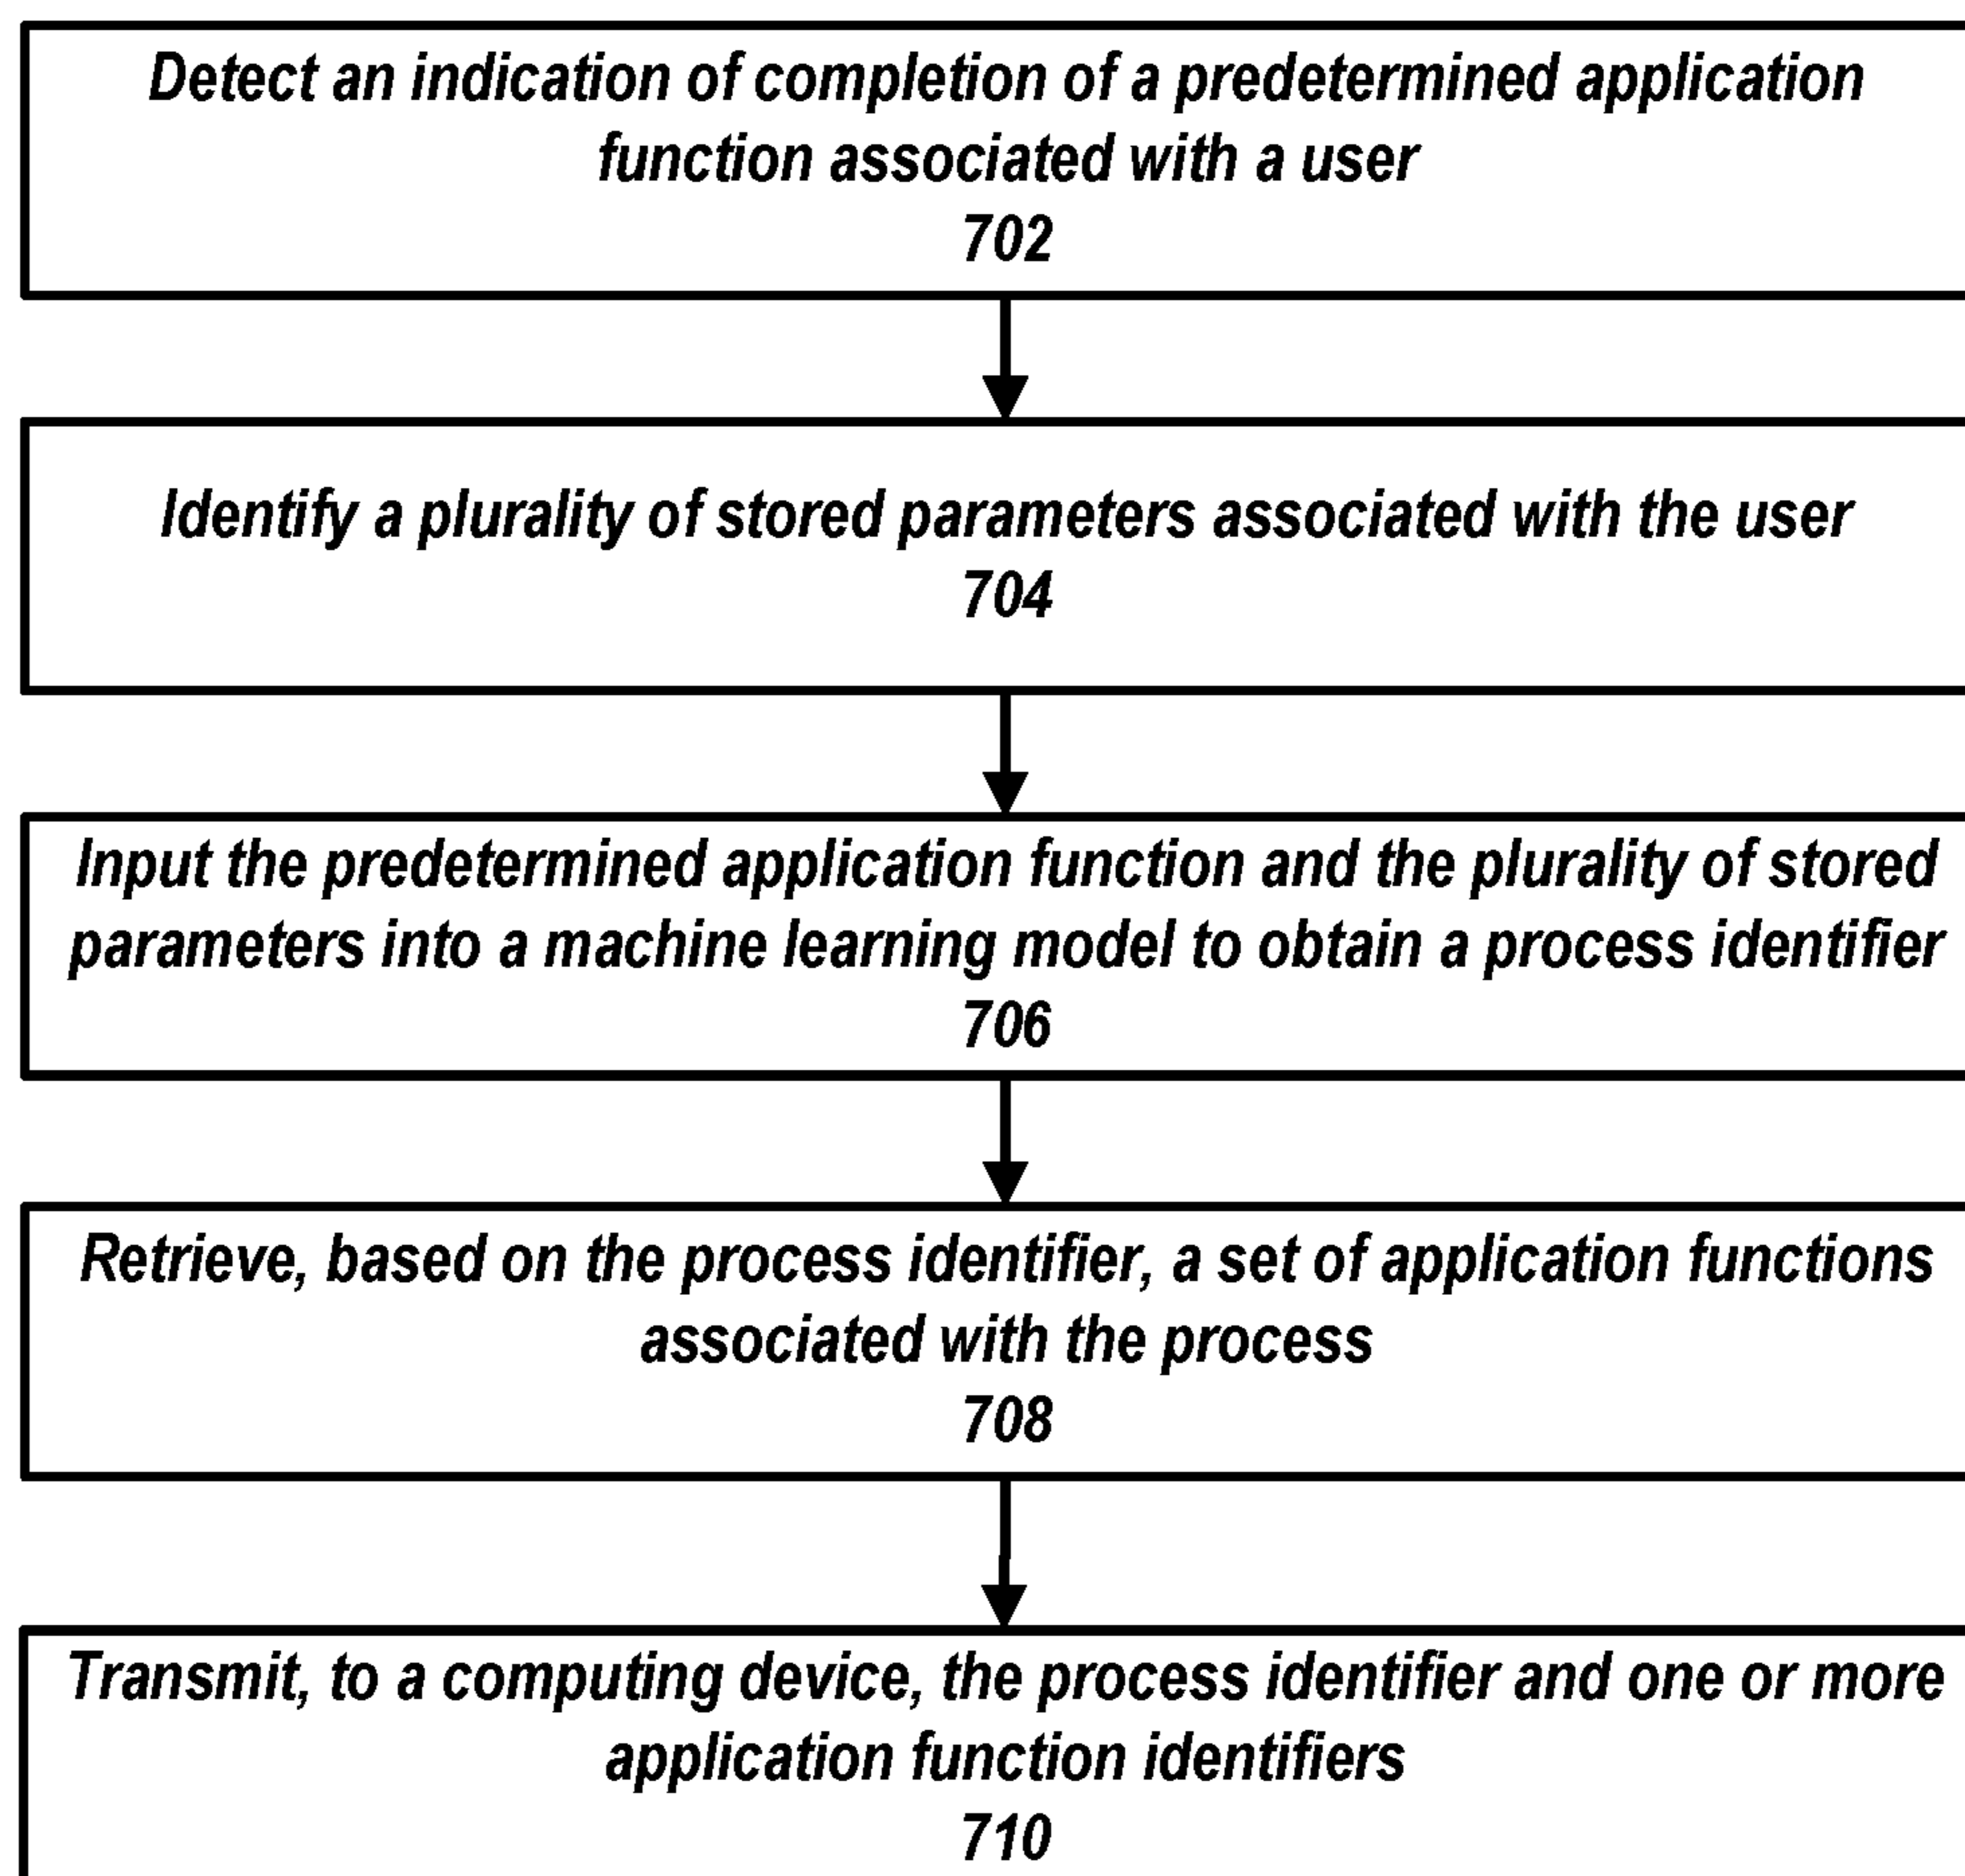 Detect an indication of completion of a predetermined application
function associated with a user
702
Identify a plurality of stored parameters associated with the user
704
Input the predetermined application function and the plurality of stored
parameters into a machine learning model to obtain a process identifier
706
Retrieve, based on the process identifier, a set of application functions
associated with the process
708
Transmit, to a computing device, the process identifier and one or more
application function identifiers
710